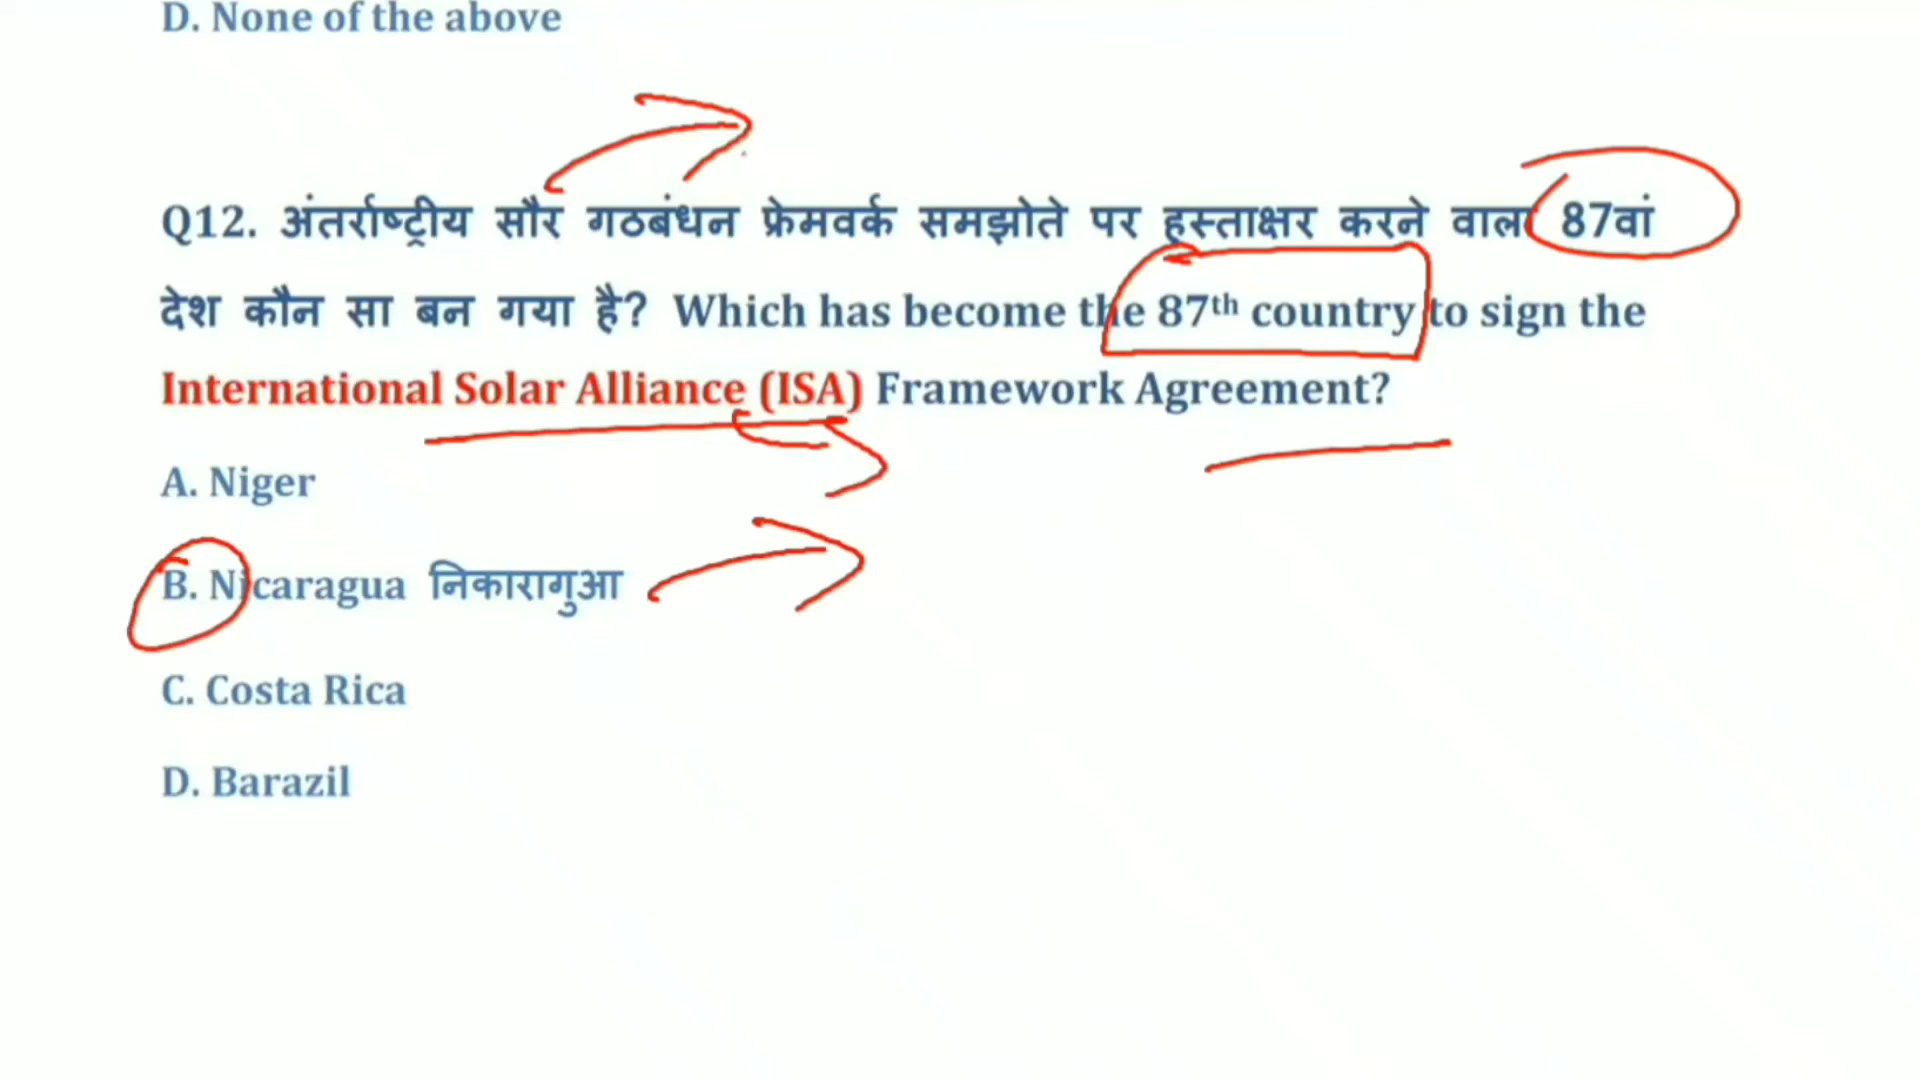 D. None of the above
Q12. अंतर्राष्ट्रीय सौर गठबंधन फ्रेमवर्क समझोते पर हस्ताक्षर करने वाला 87वां
देश कौन सा बन गया है? Which has become the 87th country to sign the
International Solar Alliance (ISA) Framework Agreement?
A. Niger
B. Nicaragua निकारागुआ
C. Costa Rica
D. Barazil